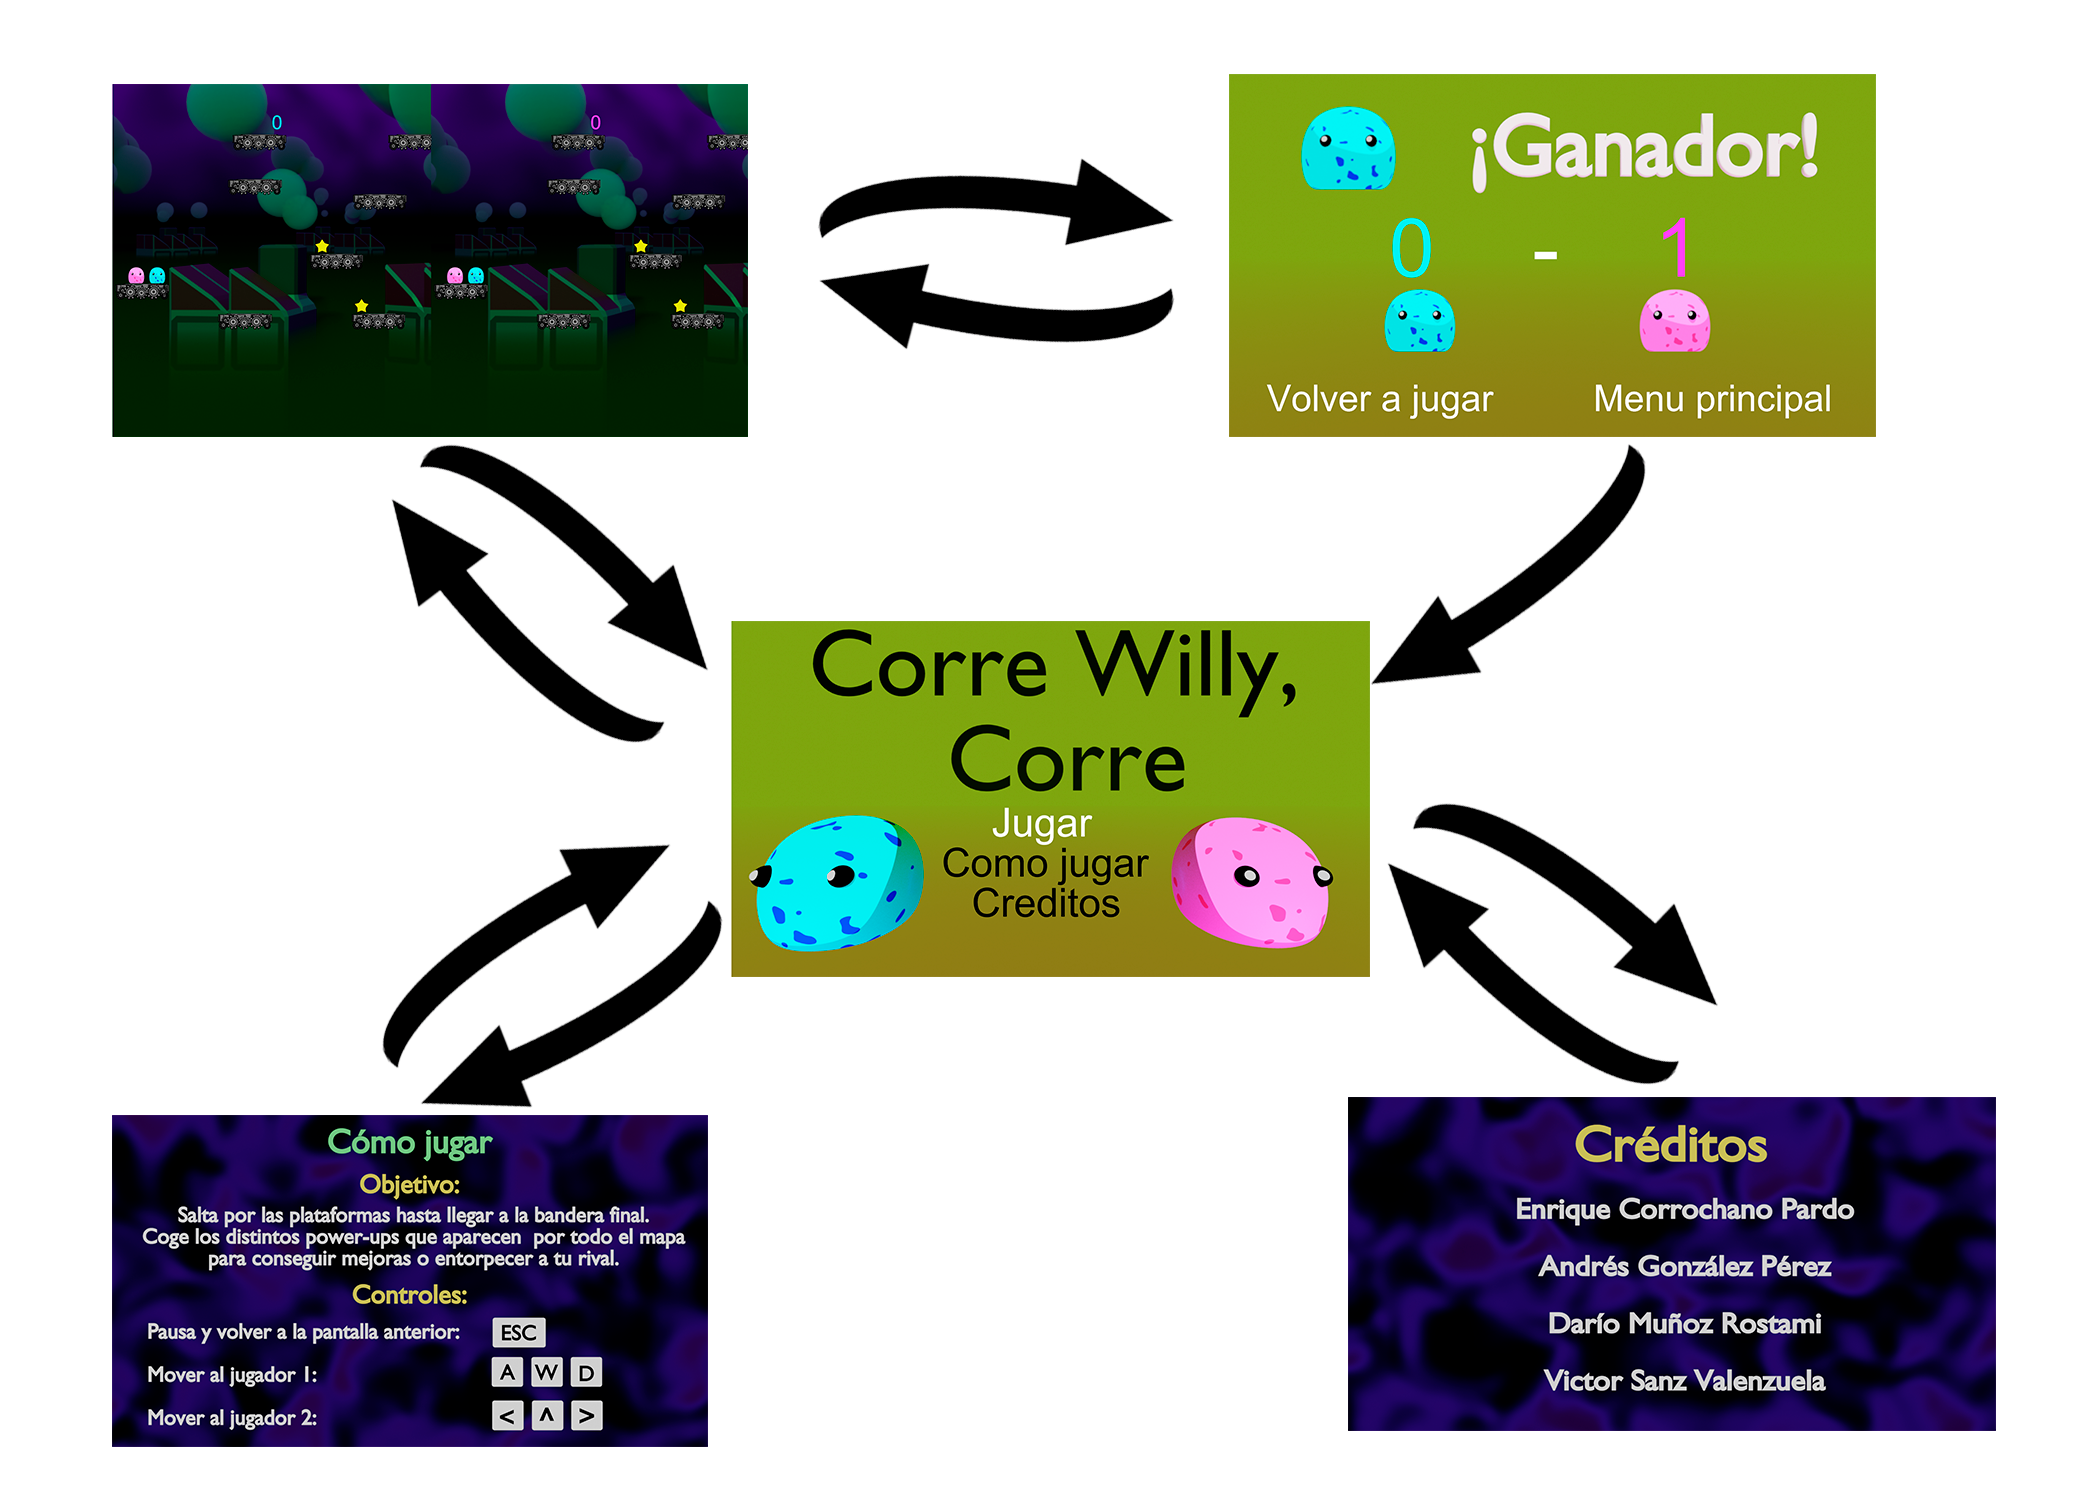 0
0
¡Ganador!
0 - 1
Volver a jugar
Menu principal
Corre Willy,
Corre
Jugar
Como jugar
Creditos
Cómo jugar
Objetivo:
Salta por las plataformas hasta llegar a la bandera final.
Coge los distintos power-ups que aparecen por todo el mapa
para conseguir mejoras o entorpecer a tu rival.
Controles:
Pausa y volver a la pantalla anterior: ESC
Mover al jugador 1: A W D
Mover al jugador 2: < ^ >
Créditos
Enrique Corrochano Pardo
Andrés González Pérez
Darío Muñoz Rostami
Victor Sanz Valenzuela